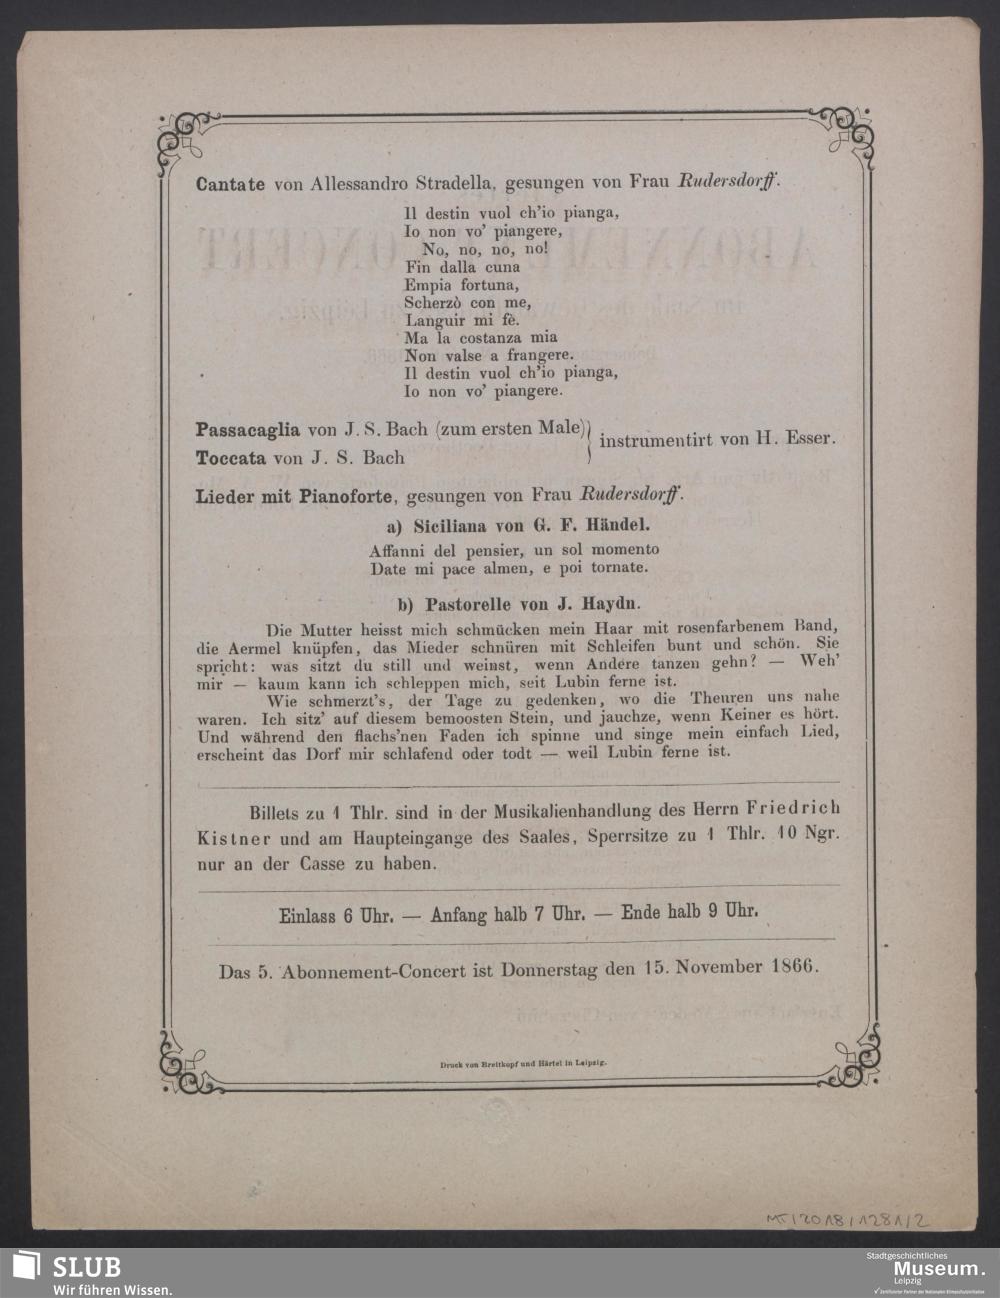 Cantate von Allessandro Stradella, gesungen von Frau Rudersdorff.
Il destin vuol ch'io pianga,
Io non vo' piangere,
No, no, no, no!
Fin dalla cuna
Empia fortuna,
Scherzò con me,
Languir mi fè.
Ma la costanza mia
Non valse a frangere.
Il destin vuol ch'io pianga,
Io non vo' piangere.
Passacaglia von J. S. Bach (zum ersten Male)
Toccata von J. S. Bach
instrumentirt von H. Esser.
Lieder mit Pianoforte, gesungen von Frau Rudersdorff.
a) Siciliana von G. F. Händel.
Affanni del pensier, un sol momento
Date mi pace almen, e poi tornate.
b) Pastorelle von J. Haydn.
Die Mutter heisst mich schmücken mein Haar mit rosenfarbenem Band,
die Aermel knüpfen, das Mieder schnüren mit Schleifen bunt und schön. Sie
spricht: was sitzt du still und weinst, wenn Andere tanzen gehn? — Weh'
mir — kaum kann ich schleppen mich, seit Lubin ferne ist.
Wie schmerzt's, der Tage zu gedenken, wo die Theuren uns nahe
waren. Ich sitz' auf diesem bemoosten Stein, und jauchze, wenn Keiner es hört.
Und während den flachs'nen Faden ich spinne und singe mein einfach Lied,
erscheint das Dorf mir schlafend oder todt — weil Lubin ferne ist.
Billets zu 1 Thlr. sind in der Musikalienhandlung des Herrn Friedrich
Kistner und am Haupteingange des Saales, Sperrsitze zu 1 Thlr. 10 Ngr.
nur an der Casse zu haben.
Einlass 6 Uhr. — Anfang halb 7 Uhr. — Ende halb 9 Uhr.
Das 5. Abonnement-Concert ist Donnerstag den 15. November 1866.
Druck von Breitkopf und Härtel in Leipzig.
MT/2018/1281/2
SLUB
Wir führen Wissen.
Stadtgeschichtliches
Museum.
Leipzig
Zertifizierter Partner der Nationalen Klimaschutzinitiative